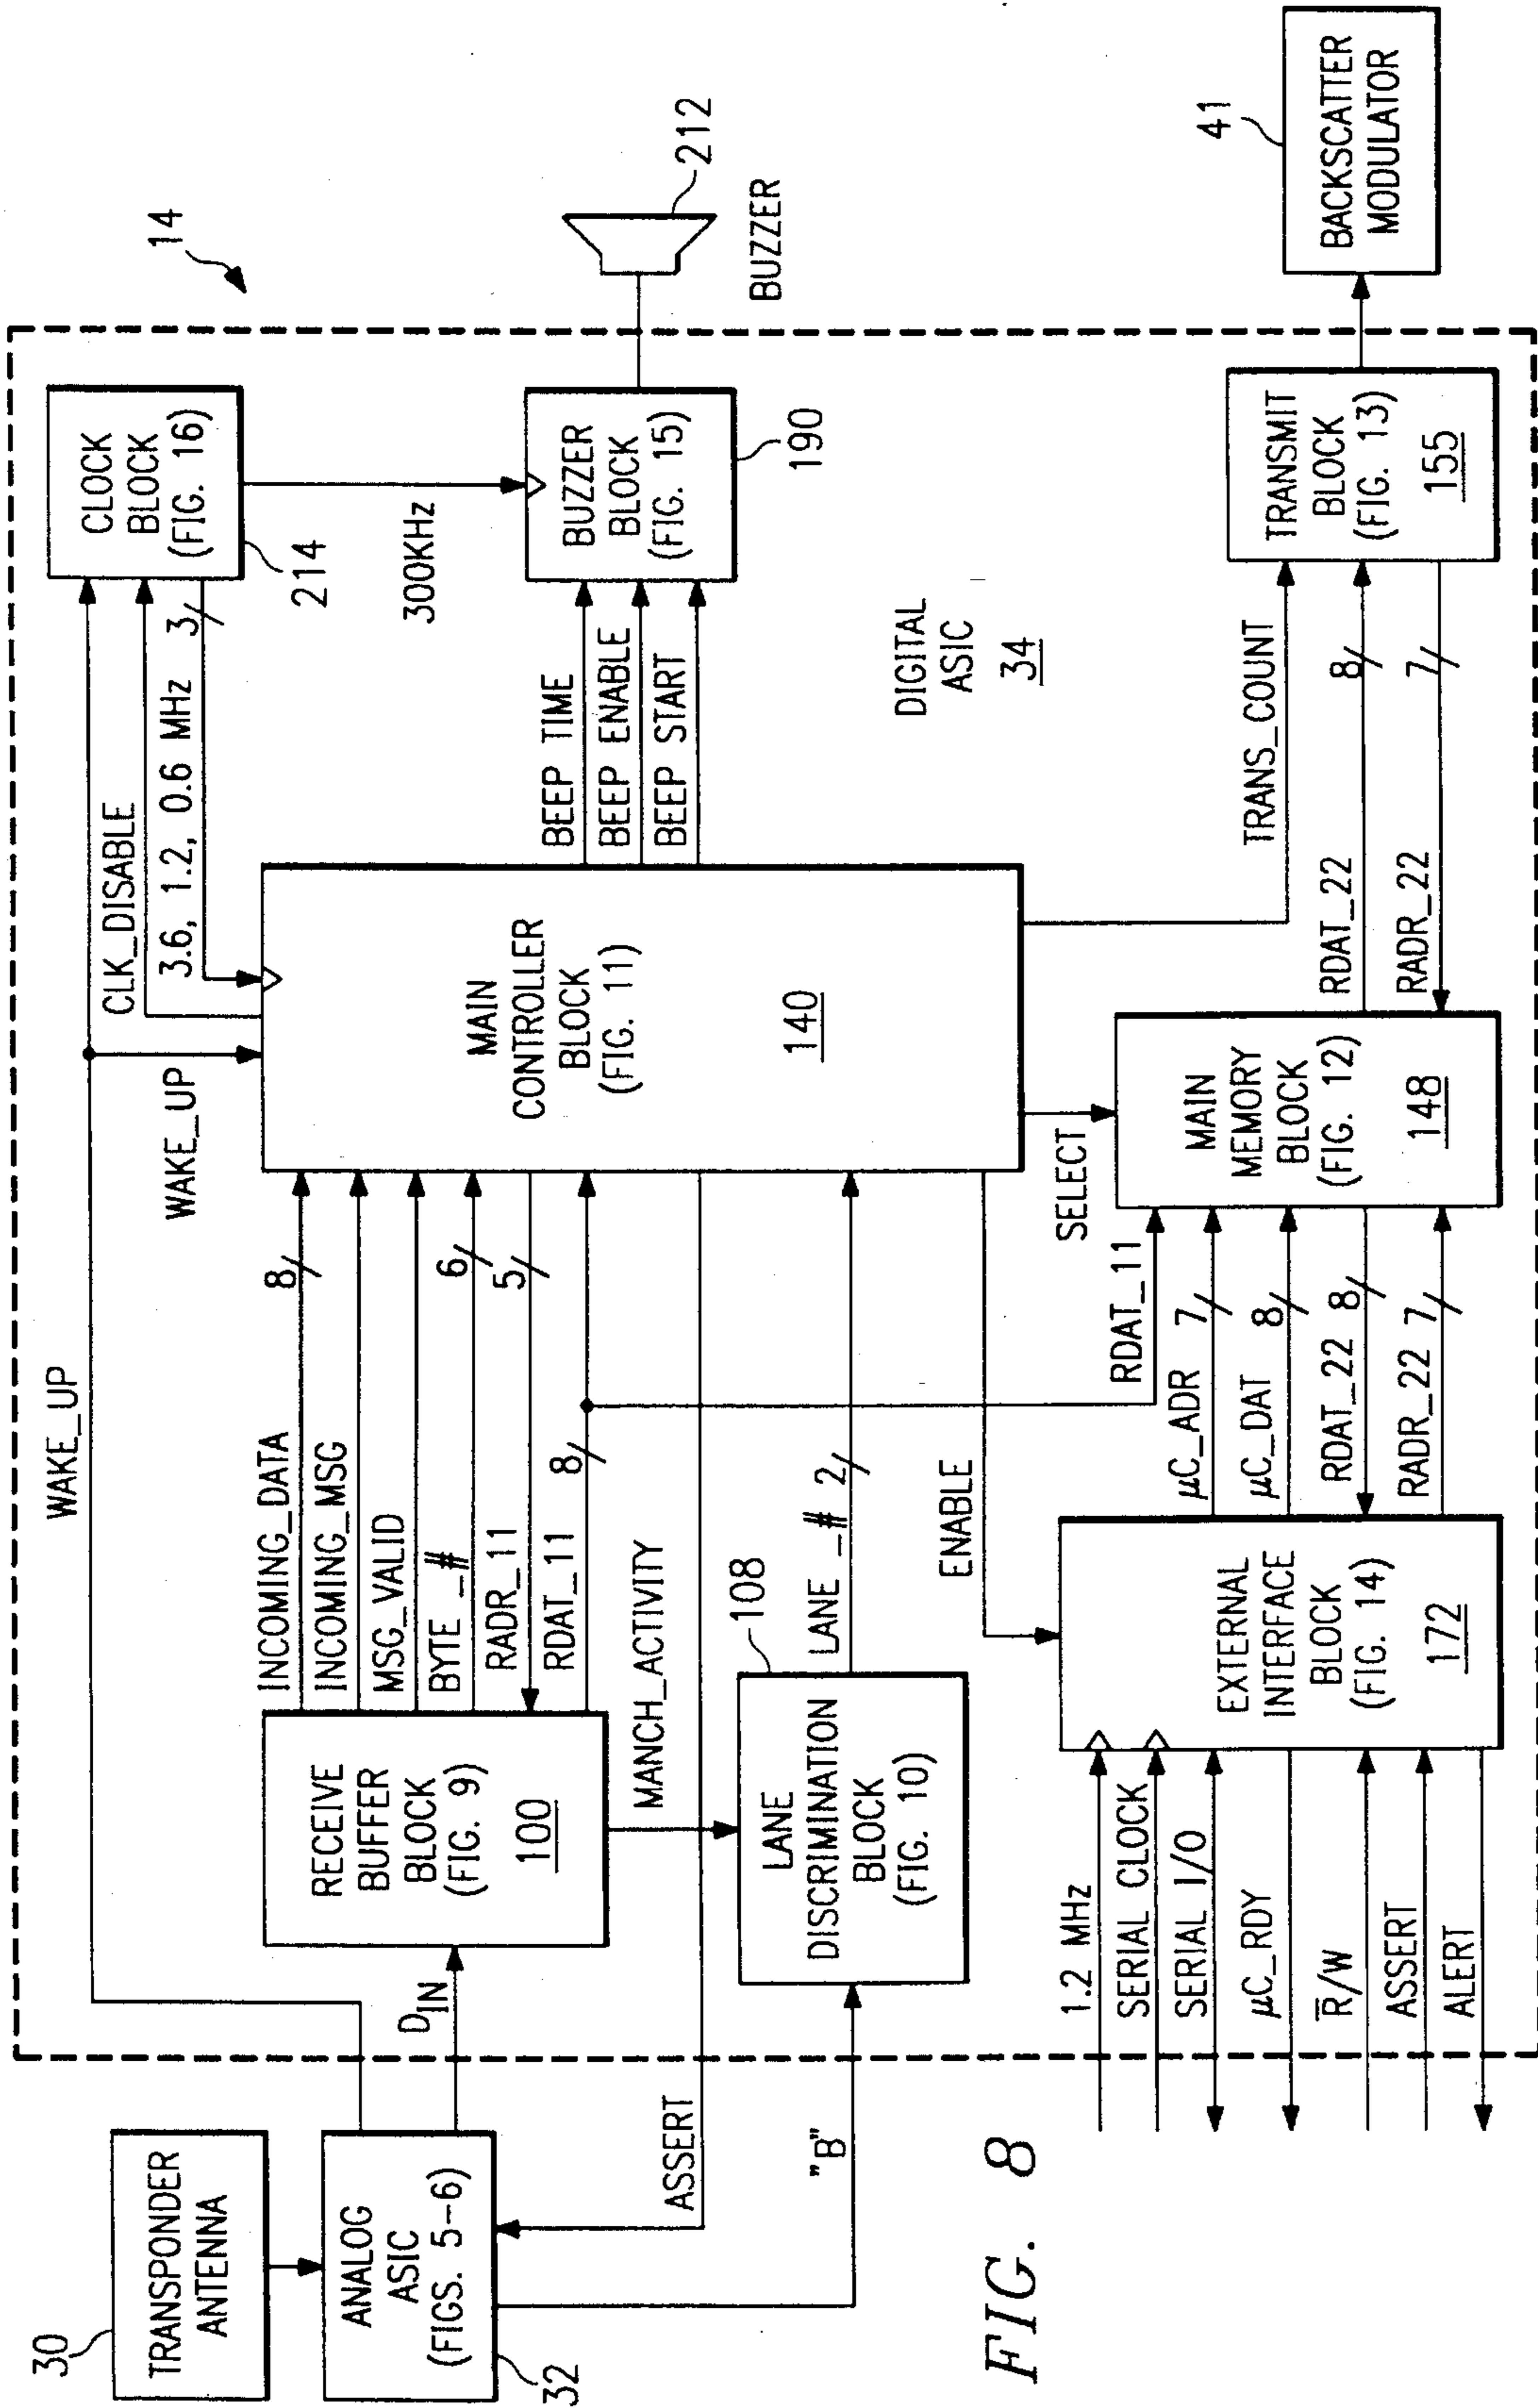 14
30
TRANSPONDER
ANTENNA
ANALOG
ASIC
(FIGS. 5-6)
32
WAKE_UP
D_IN
ASSERT
"B"
RECEIVE
BUFFER
BLOCK
(FIG. 9)
100
INCOMING_DATA
8
INCOMING_MSG
MSG_VALID
BYTE_#
6
RADR_11
5
RDAT_11
8
MANCH_ACTIVITY
LANE
DISCRIMINATION
BLOCK
(FIG. 10)
108
LANE_#
2
WAKE_UP
CLK_DISABLE
3.6, 1.2, 0.6 MHz
3
CLOCK
BLOCK
(FIG. 16)
214
300KHz
MAIN
CONTROLLER
BLOCK
(FIG. 11)
140
BEEP TIME
BEEP ENABLE
BEEP START
BUZZER
BLOCK
(FIG. 15)
190
212
BUZZER
DIGITAL
ASIC
34
ENABLE
SELECT
RDAT_11
TRANS_COUNT
1.2 MHz
SERIAL CLOCK
SERIAL I/O
μC_RDY
R̅/W
ASSERT
ALERT
EXTERNAL
INTERFACE
BLOCK
(FIG. 14)
172
μC_ADR
7
μC_DAT
8
RDAT_22
8
RADR_22
7
MAIN
MEMORY
BLOCK
(FIG. 12)
148
RDAT_22
8
RADR_22
7
TRANSMIT
BLOCK
(FIG. 13)
155
41
BACKSCATTER
MODULATOR
FIG. 8